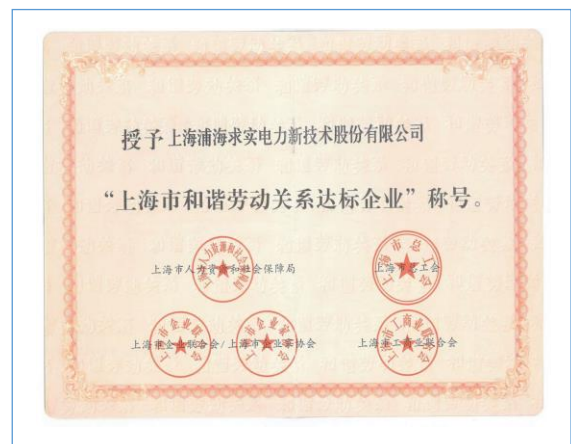 授予上海浦海求实电力新技术股份有限公司
“上海市和谐劳动关系达标企业”称号。
上海市人力资源和社会保障局
上海市总工会
上海市企业联合会/上海市企业家协会
上海市工商业联合会